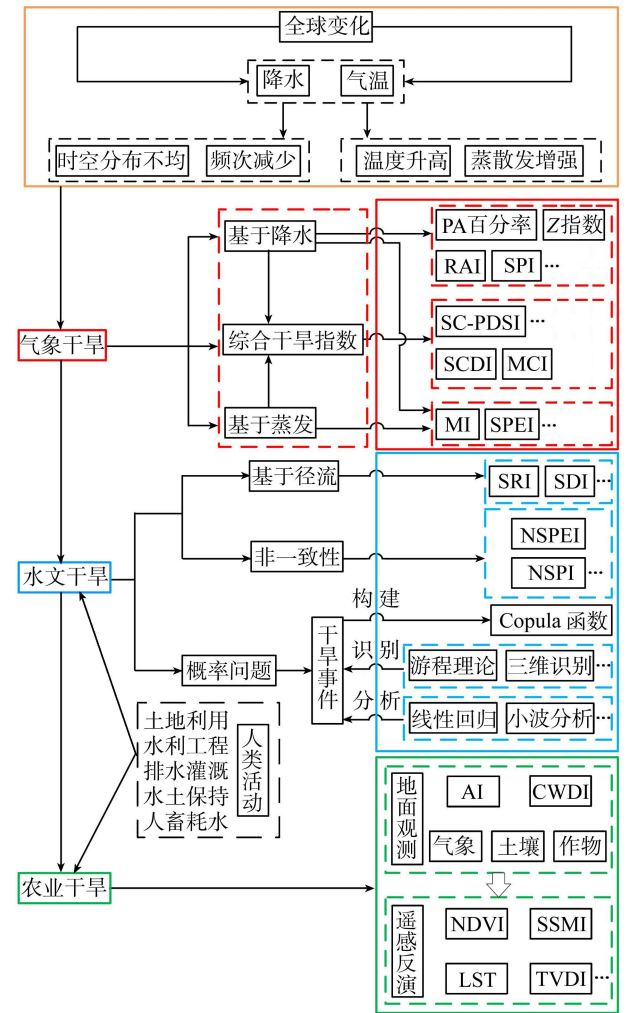 全球变化
降水 气温
时空分布不均 频次减少 温度升高 蒸散发增强
基于降水 PA百分率 Z指数
RAI SPI ···
气象干旱 综合干旱指数 SC-PDSI ···
SCDI MCI
基于蒸发 MI SPEI ···
基于径流 SRI SDI ···
非一致性 NSPEI
NSPI ···
水文干旱
构建 Copula 函数
概率问题 干旱事件 识别 游程理论 三维识别 ···
分析 线性回归 小波分析 ···
土地利用
水利工程
排水灌溉
水土保持
人畜耗水
人类活动
地面观测 AI CWDI
气象 土壤 作物
农业干旱
遥感反演 NDVI SSMI
LST TVDI ···